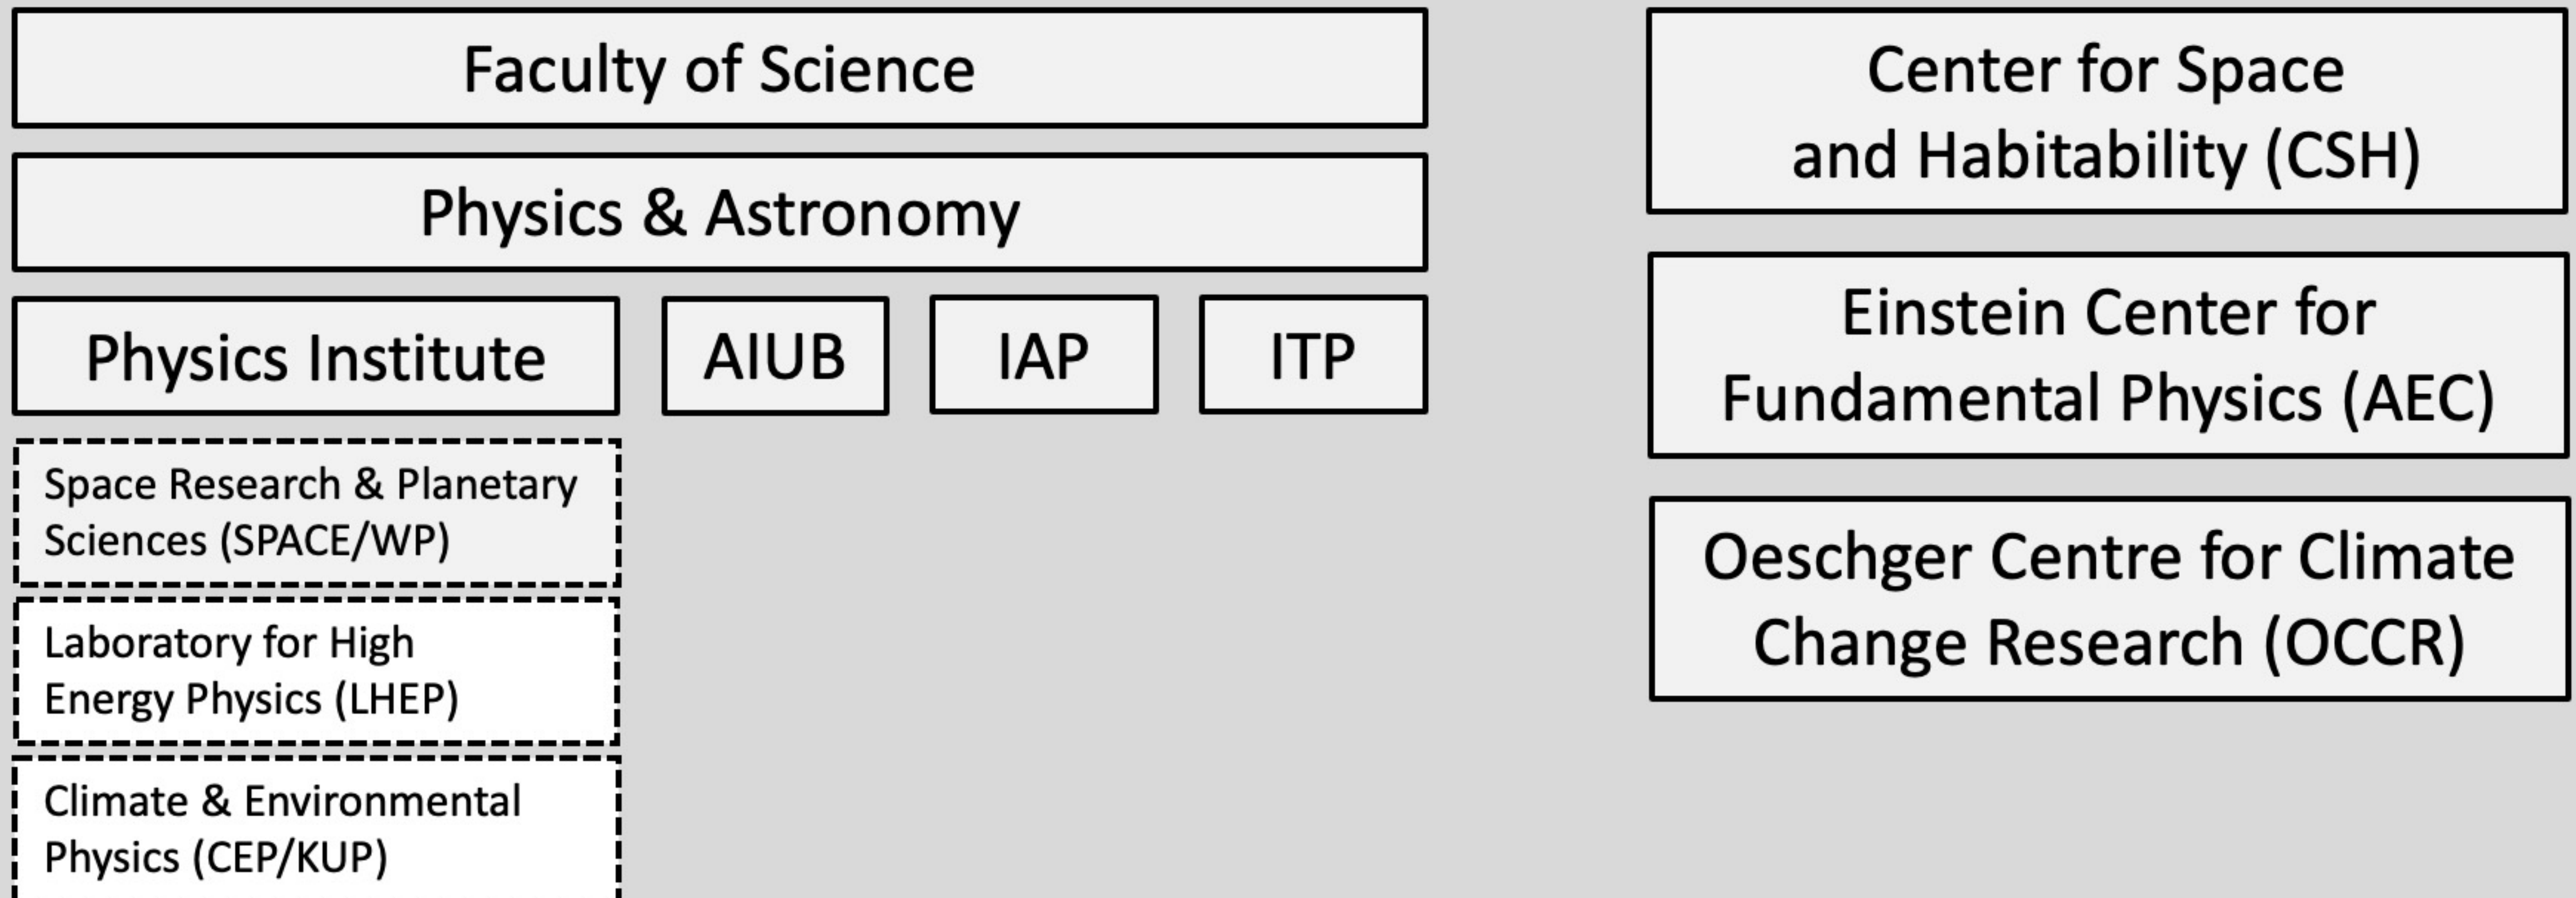 Faculty of Science
Physics & Astronomy
Physics Institute
AIUB
IAP
ITP
Space Research & Planetary
Sciences (SPACE/WP)
Laboratory for High
Energy Physics (LHEP)
Climate & Environmental
Physics (CEP/KUP)
Center for Space
and Habitability (CSH)
Einstein Center for
Fundamental Physics (AEC)
Oeschger Centre for Climate
Change Research (OCCR)